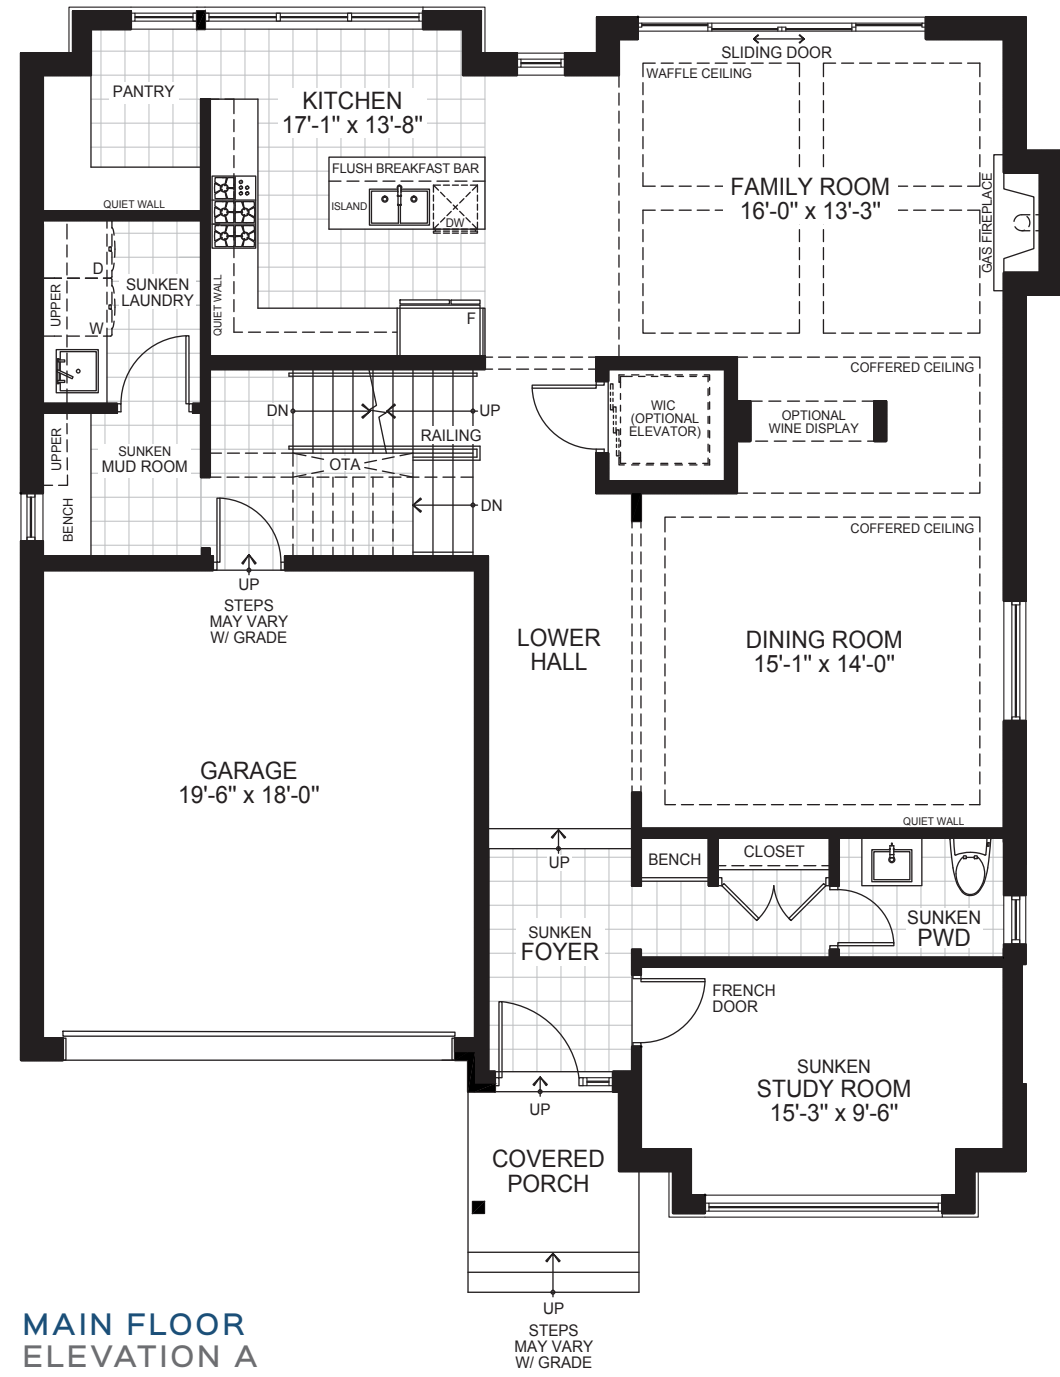 SLIDING DOOR
WAFFLE CEILING
PANTRY
KITCHEN
17'-1" x 13'-8"
FLUSH BREAKFAST BAR
ISLAND
DW
FAMILY ROOM
16'-0" x 13'-3"
GAS FIREPLACE
QUIET WALL
D
SUNKEN
LAUNDRY
UPPER
W
QUIET WALL
F
COFFERED CEILING
WIC
(OPTIONAL
ELEVATOR)
OPTIONAL
WINE DISPLAY
DN
UP
RAILING
UPPER
SUNKEN
MUD ROOM
OTA
BENCH
DN
COFFERED CEILING
UP
STEPS
MAY VARY
W/ GRADE
LOWER
HALL
DINING ROOM
15'-1" x 14'-0"
GARAGE
19'-6" x 18'-0"
QUIET WALL
UP
BENCH
CLOSET
SUNKEN
FOYER
SUNKEN
PWD
FRENCH
DOOR
SUNKEN
STUDY ROOM
15'-3" x 9'-6"
UP
COVERED
PORCH
UP
STEPS
MAY VARY
W/ GRADE
MAIN FLOOR
ELEVATION A